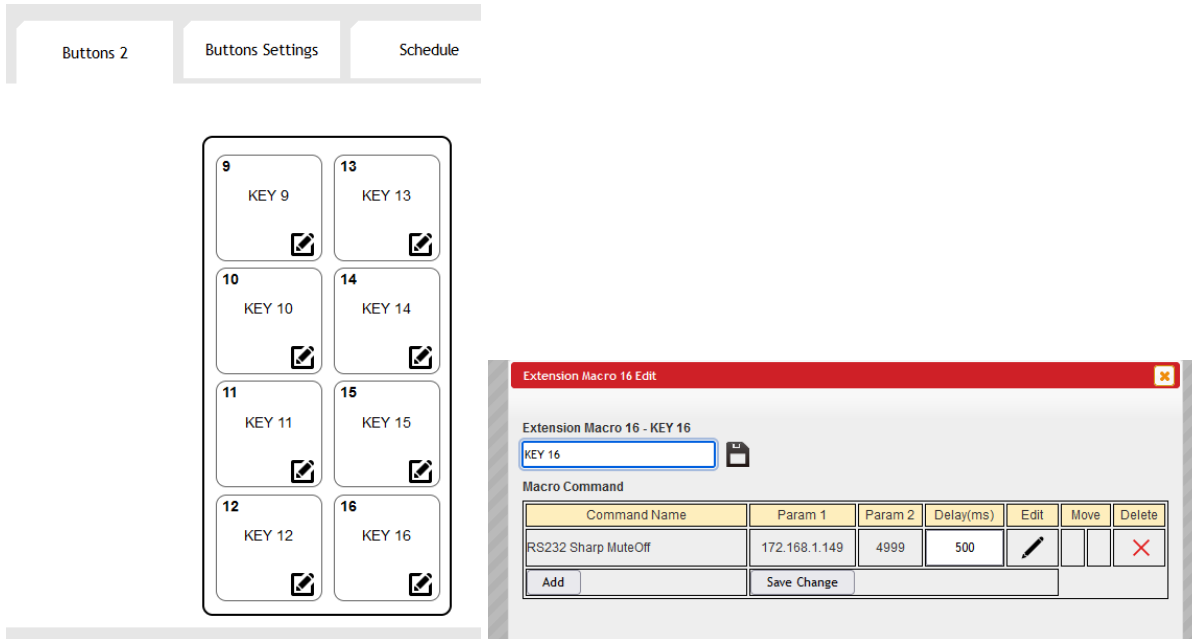 Buttons 2 Buttons Settings Schedule
9 13
KEY 9 KEY 13
10 14
KEY 10 KEY 14
11 15
KEY 11 KEY 15
12 16
KEY 12 KEY 16
Extension Macro 16 Edit
Extension Macro 16 - KEY 16
KEY 16
Macro Command
Command Name Param 1 Param 2 Delay(ms) Edit Move Delete
RS232 Sharp MuteOff 172.168.1.149 4999 500
Add Save Change